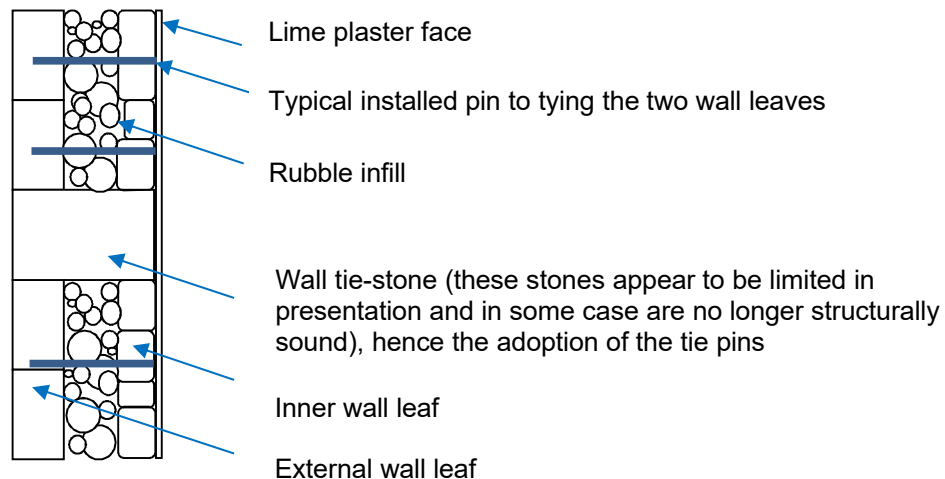 Lime plaster face
Typical installed pin to tying the two wall leaves
Rubble infill
Wall tie-stone (these stones appear to be limited in
presentation and in some case are no longer structurally
sound), hence the adoption of the tie pins
Inner wall leaf
External wall leaf